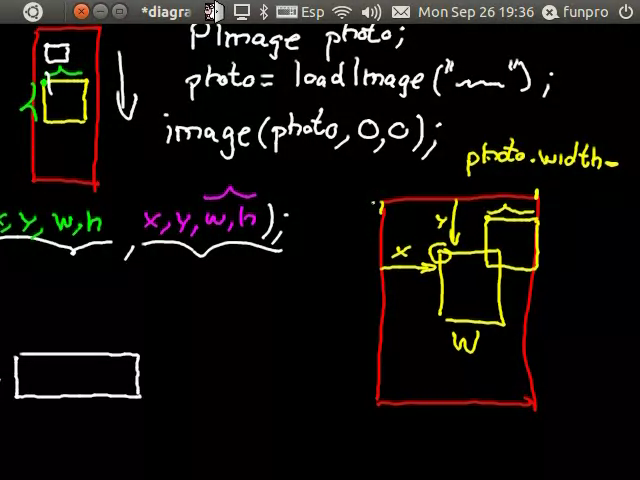 *diagra Esp Mon Sep 26 19:36 funpro
PImage photo;
photo= loadImage("~~");
image(photo,0,0);
photo.width-
x,y,w,h, x,y,w,h);
x
y
w